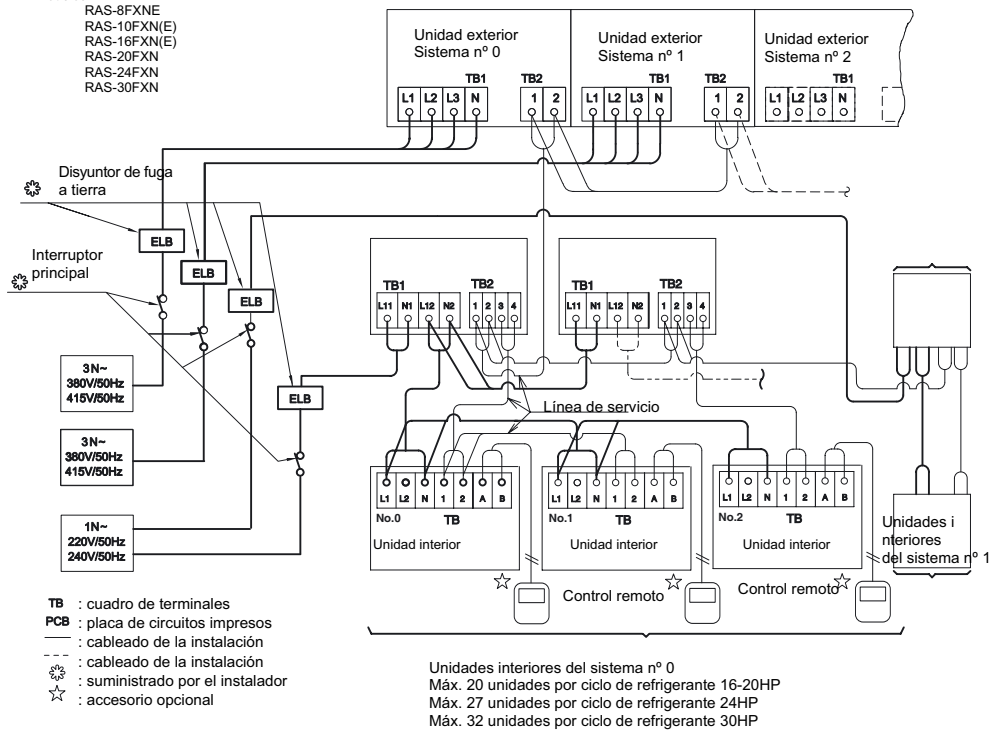 RAS-8FXNE
RAS-10FXN(E)
RAS-16FXN(E)
RAS-20FXN
RAS-24FXN
RAS-30FXN
Unidad exterior
Sistema nº 0
TB1
L1 L2 L3 N
TB2
1 2
Unidad exterior
Sistema nº 1
TB1
L1 L2 L3 N
TB2
1 2
Unidad exterior
Sistema nº 2
TB1
L1 L2 L3 N
Disyuntor de fuga
a tierra
ELB
ELB
ELB
ELB
Interruptor
principal
TB1
L11 N1 L12 N2
TB2
1 2 3 4
TB1
L11 N1 L12 N2
TB2
1 2 3 4
3N~
380V/50Hz
415V/50Hz
3N~
380V/50Hz
415V/50Hz
1N~
220V/50Hz
240V/50Hz
Línea de servicio
L1 L2 N 1 2 A B
No.0 TB
Unidad interior
L1 L2 N 1 2 A B
No.1 TB
Unidad interior
L1 L2 N 1 2 A B
No.2 TB
Unidad interior
Unidades i
nteriores
del sistema nº 1
Control remoto
Control remoto
TB : cuadro de terminales
PCB : placa de circuitos impresos
: cableado de la instalación
: cableado de la instalación
: suministrado por el instalador
: accesorio opcional
Unidades interiores del sistema nº 0
Máx. 20 unidades por ciclo de refrigerante 16-20HP
Máx. 27 unidades por ciclo de refrigerante 24HP
Máx. 32 unidades por ciclo de refrigerante 30HP